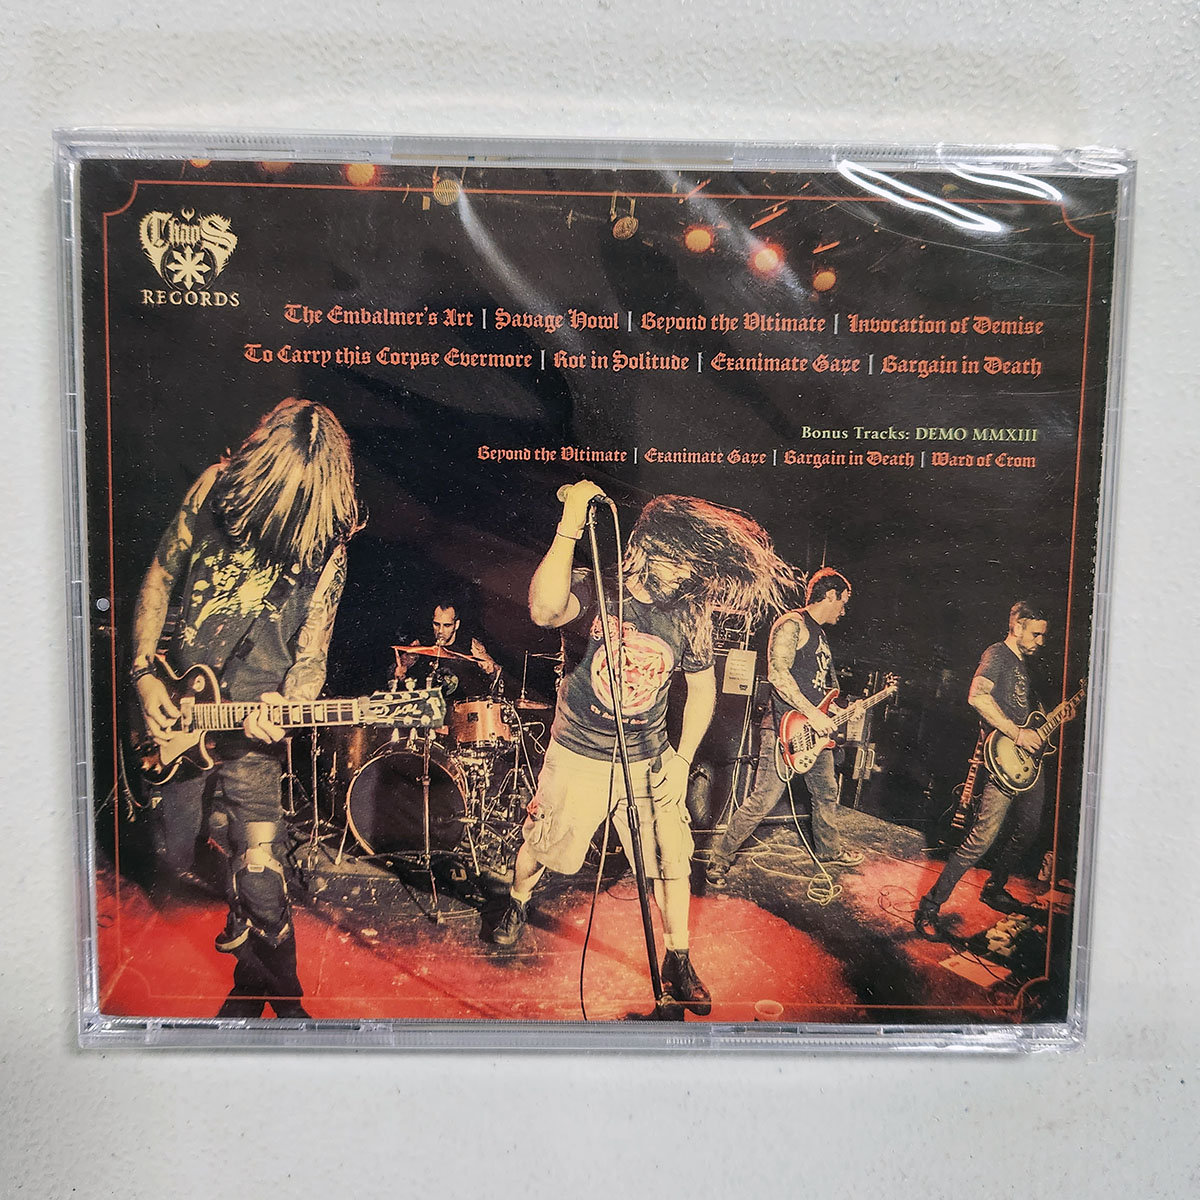 Chaos
RECORDS
The Embalmer's Art | Savage Howl | Beyond the Ultimate | Invocation of Demise
To Carry this Corpse Evermore | Rot in Solitude | Exanimate Gaze | Bargain in Death
Bonus Tracks: DEMO MMXIII
Beyond the Ultimate | Exanimate Gaze | Bargain in Death | Ward of Crom